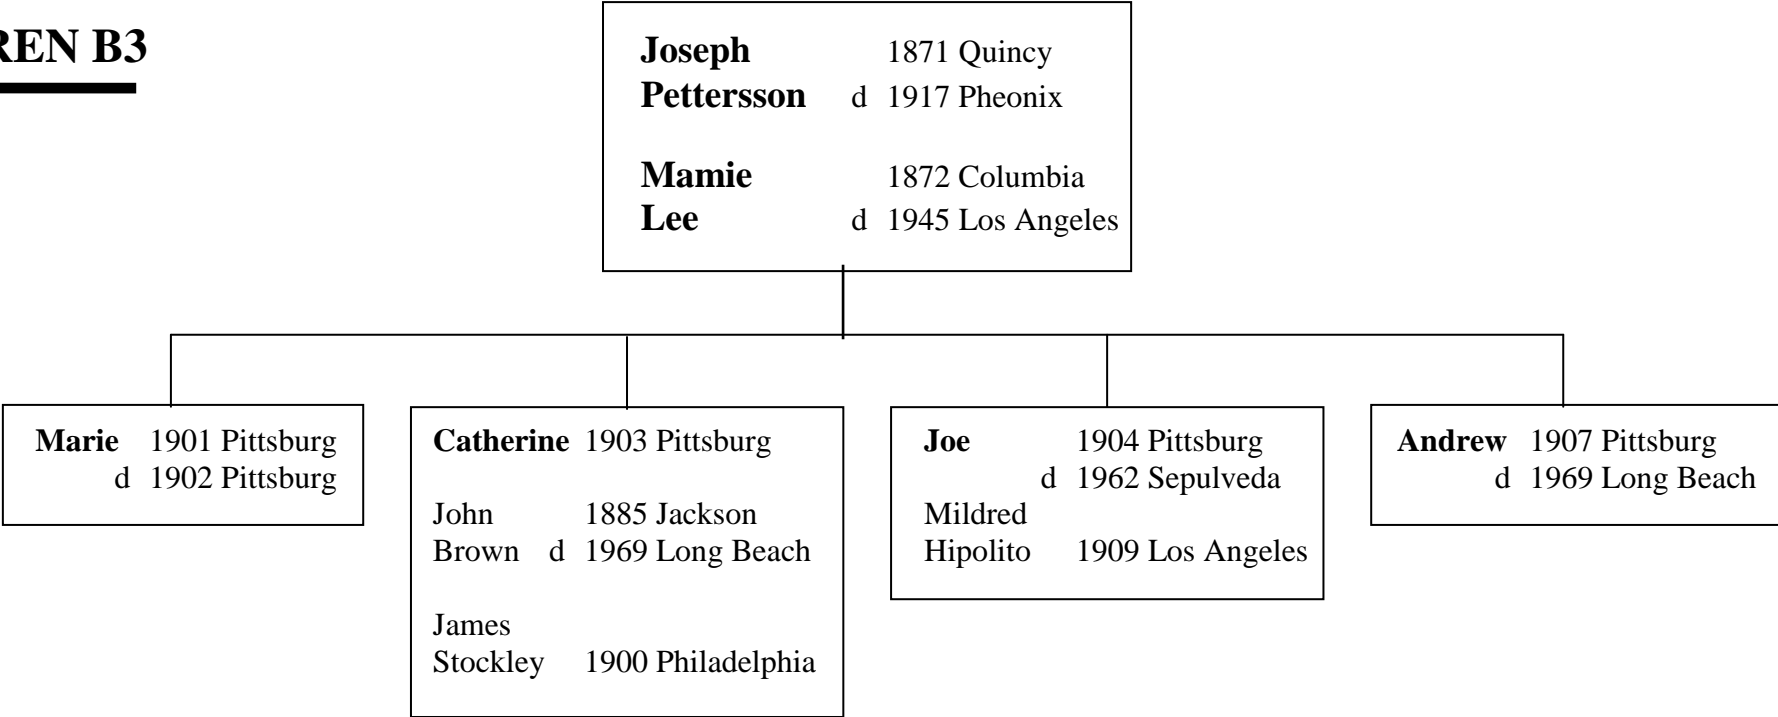 REN B3
Joseph 1871 Quincy
Pettersson d 1917 Pheonix
Mamie 1872 Columbia
Lee d 1945 Los Angeles
Marie 1901 Pittsburg
d 1902 Pittsburg
Catherine 1903 Pittsburg
John 1885 Jackson
Brown d 1969 Long Beach
James
Stockley 1900 Philadelphia
Joe 1904 Pittsburg
d 1962 Sepulveda
Mildred
Hipolito 1909 Los Angeles
Andrew 1907 Pittsburg
d 1969 Long Beach